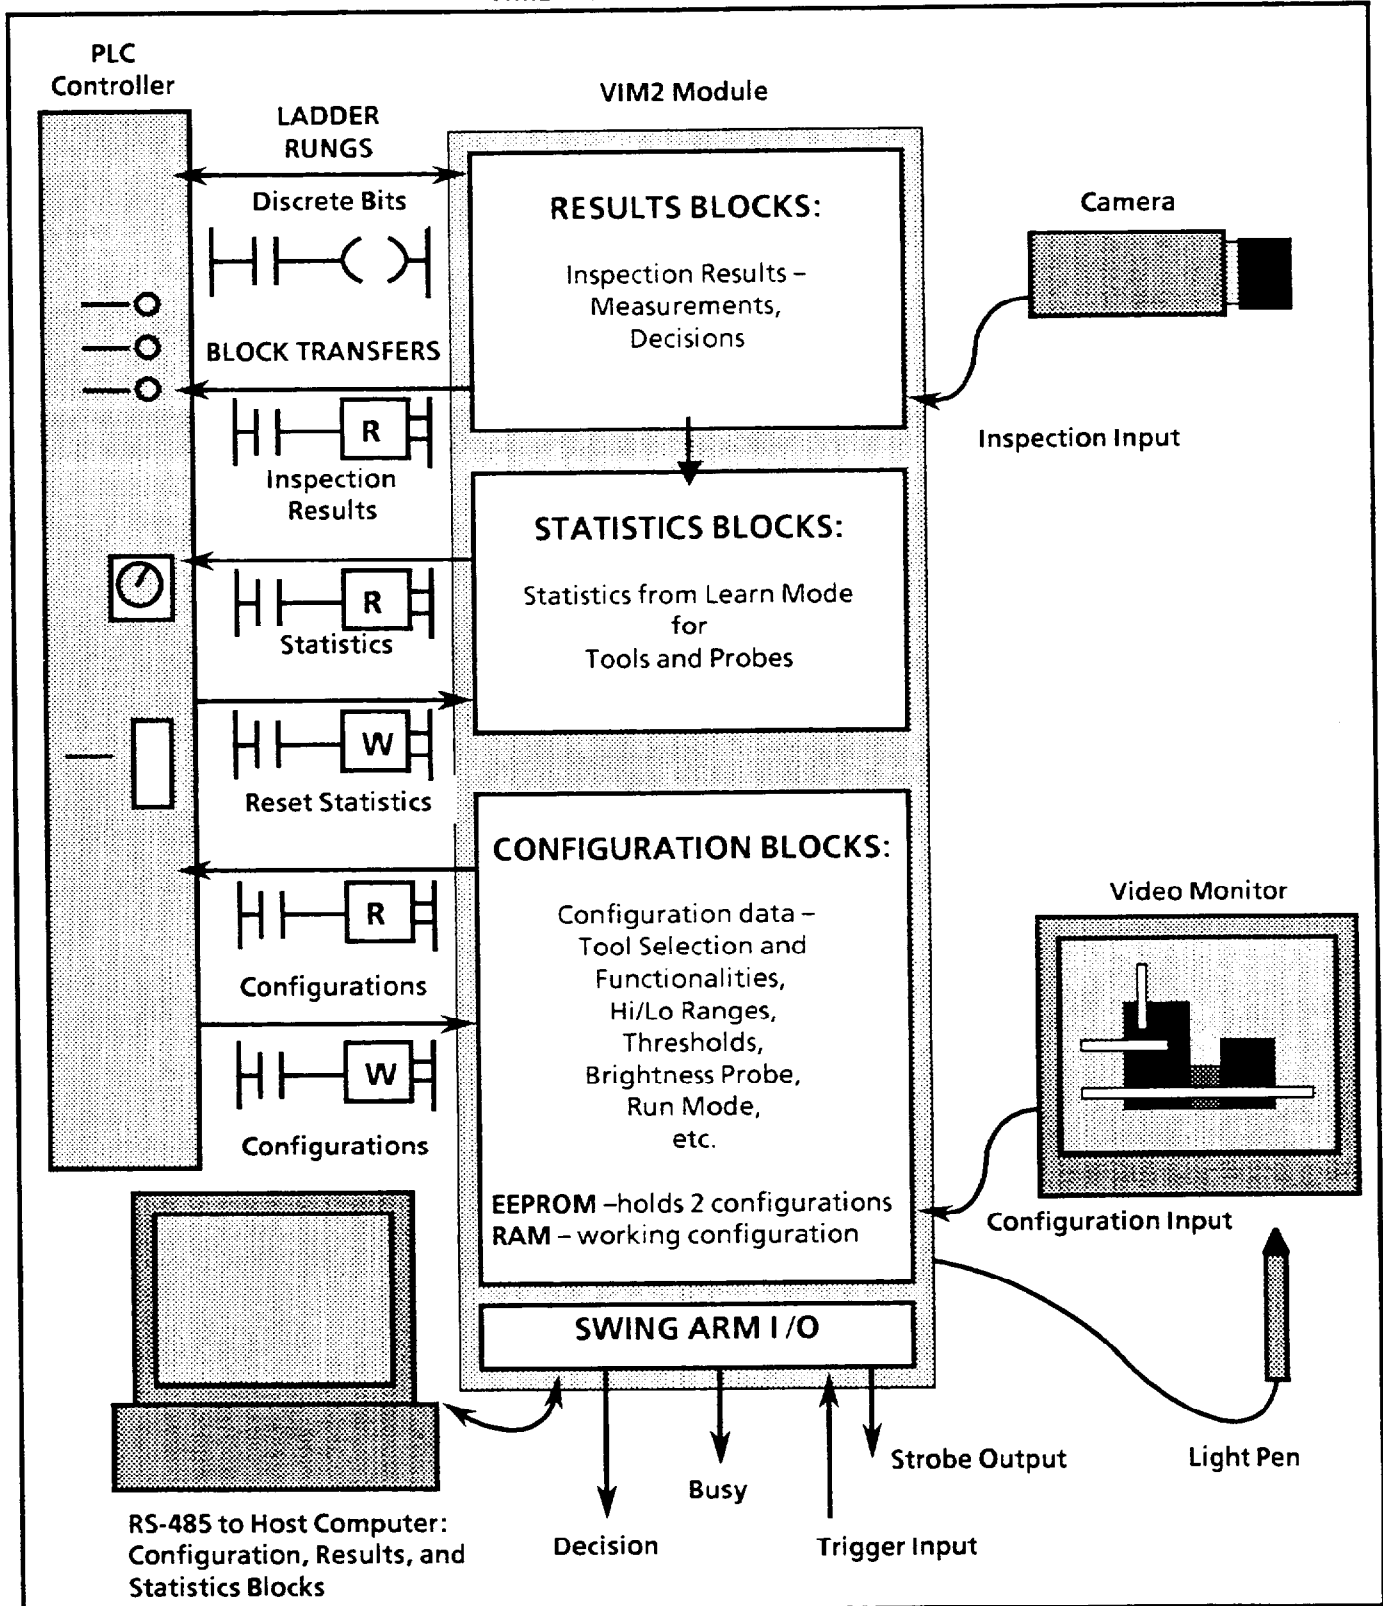 PLC
Controller
VIM2 Module
LADDER
RUNGS
Discrete Bits
RESULTS BLOCKS:
Inspection Results –
Measurements,
Decisions
Camera
BLOCK TRANSFERS
R
Inspection
Results
Inspection Input
STATISTICS BLOCKS:
Statistics from Learn Mode
for
Tools and Probes
R
Statistics
W
Reset Statistics
CONFIGURATION BLOCKS:
Configuration data –
Tool Selection and
Functionalities,
Hi/Lo Ranges,
Thresholds,
Brightness Probe,
Run Mode,
etc.
EEPROM –holds 2 configurations
RAM – working configuration
R
Configurations
W
Configurations
Video Monitor
Configuration Input
SWING ARM I/O
Light Pen
Strobe Output
Busy
Decision
Trigger Input
RS-485 to Host Computer:
Configuration, Results, and
Statistics Blocks